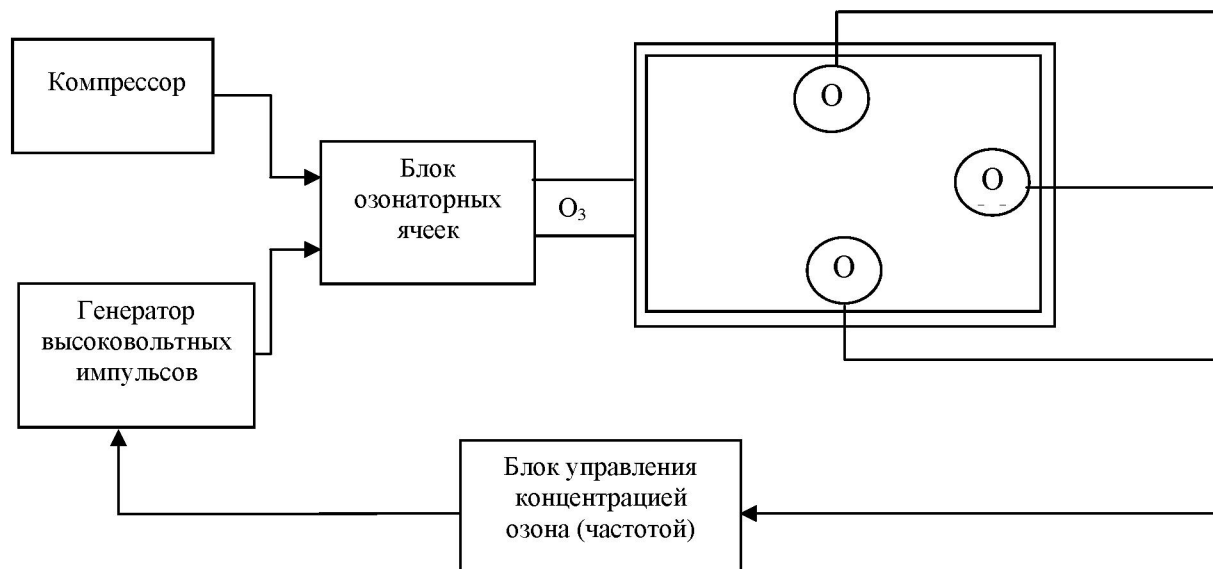 Компрессор
Блок
озонаторных
ячеек
O₃
O
O
O
Генератор
высоковольтных
импульсов
Блок управления
концентрацией
озона (частотой)